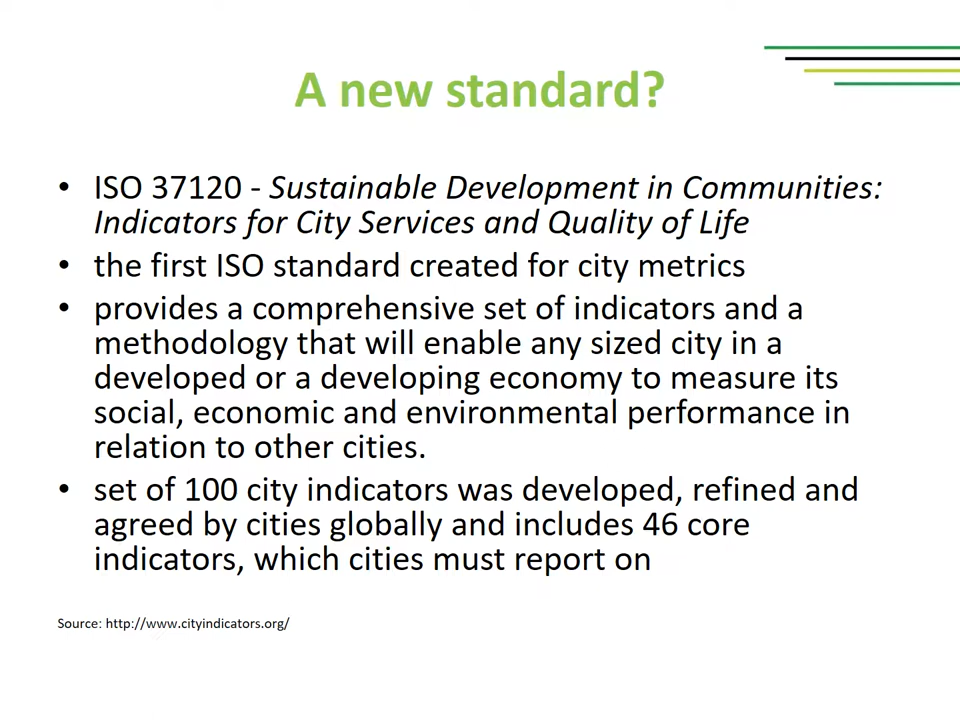 A new standard?
• ISO 37120 - Sustainable Development in Communities:
Indicators for City Services and Quality of Life
• the first ISO standard created for city metrics
• provides a comprehensive set of indicators and a
methodology that will enable any sized city in a
developed or a developing economy to measure its
social, economic and environmental performance in
relation to other cities.
• set of 100 city indicators was developed, refined and
agreed by cities globally and includes 46 core
indicators, which cities must report on
Source: http://www.cityindicators.org/